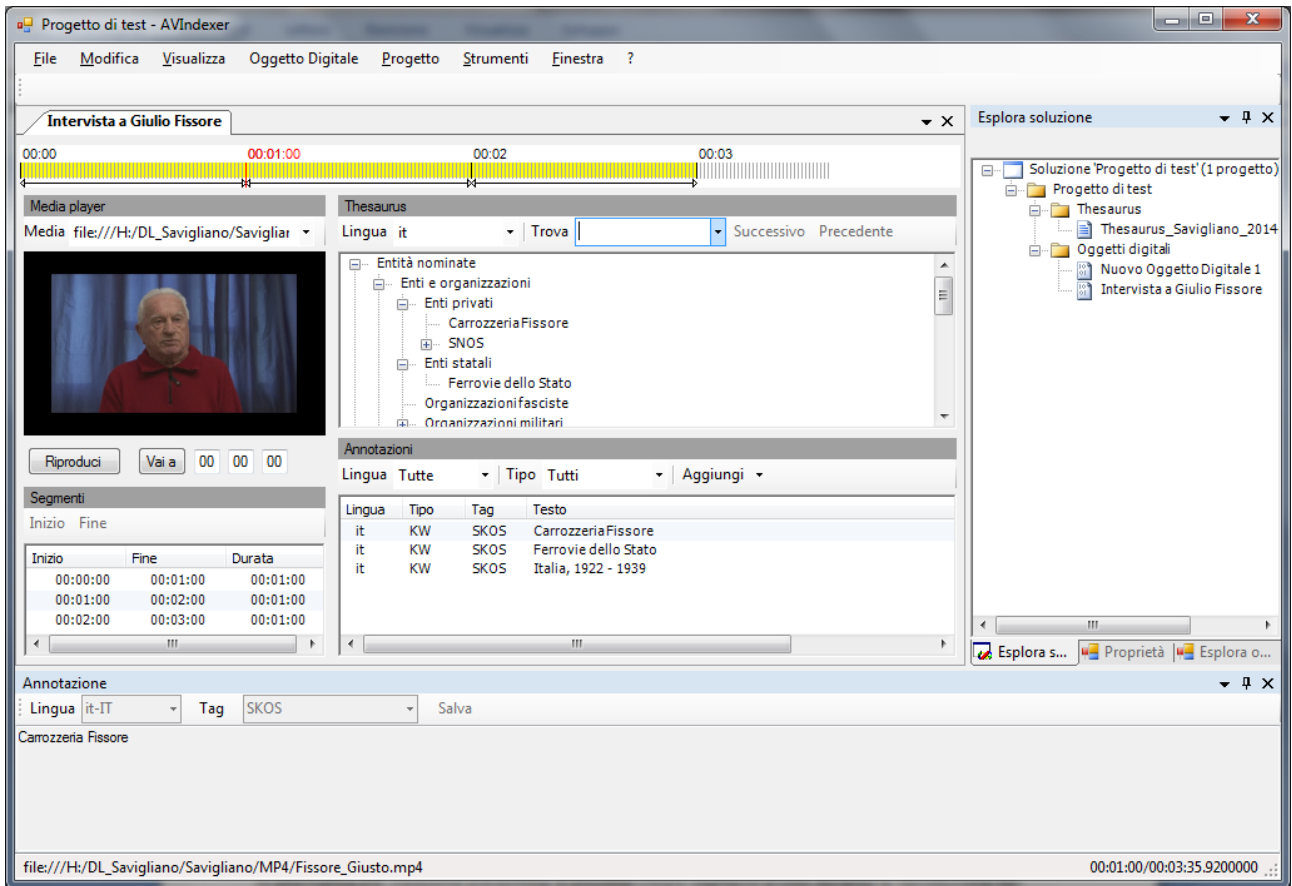 Progetto di test - AVIndexer
File Modifica Visualizza Oggetto Digitale Progetto Strumenti Finestra ?
Intervista a Giulio Fissore
00:00 00:01:00 00:02 00:03
Media player
Media file:///H:/DL_Savigliano/Savigliar
Riproduci Vai a 00 00 00
Segmenti
Inizio Fine
Inizio Fine Durata
00:00:00 00:01:00 00:01:00
00:01:00 00:02:00 00:01:00
00:02:00 00:03:00 00:01:00
Thesaurus
Lingua it Trova Successivo Precedente
Entità nominate
Enti e organizzazioni
Enti privati
Carrozzeria Fissore
SNOS
Enti statali
Ferrovie dello Stato
Organizzazioni fasciste
Organizzazioni militari
Annotazioni
Lingua Tutte Tipo Tutti Aggiungi
Lingua Tipo Tag Testo
it KW SKOS Carrozzeria Fissore
it KW SKOS Ferrovie dello Stato
it KW SKOS Italia, 1922 - 1939
Esplora soluzione
Soluzione 'Progetto di test' (1 progetto)
Progetto di test
Thesaurus
Thesaurus_Savigliano_2014
Oggetti digitali
Nuovo Oggetto Digitale 1
Intervista a Giulio Fissore
Esplora s... Proprietà Esplora o...
Annotazione
Lingua it-IT Tag SKOS Salva
Carrozzeria Fissore
file:///H:/DL_Savigliano/Savigliano/MP4/Fissore_Giusto.mp4 00:01:00/00:03:35.9200000